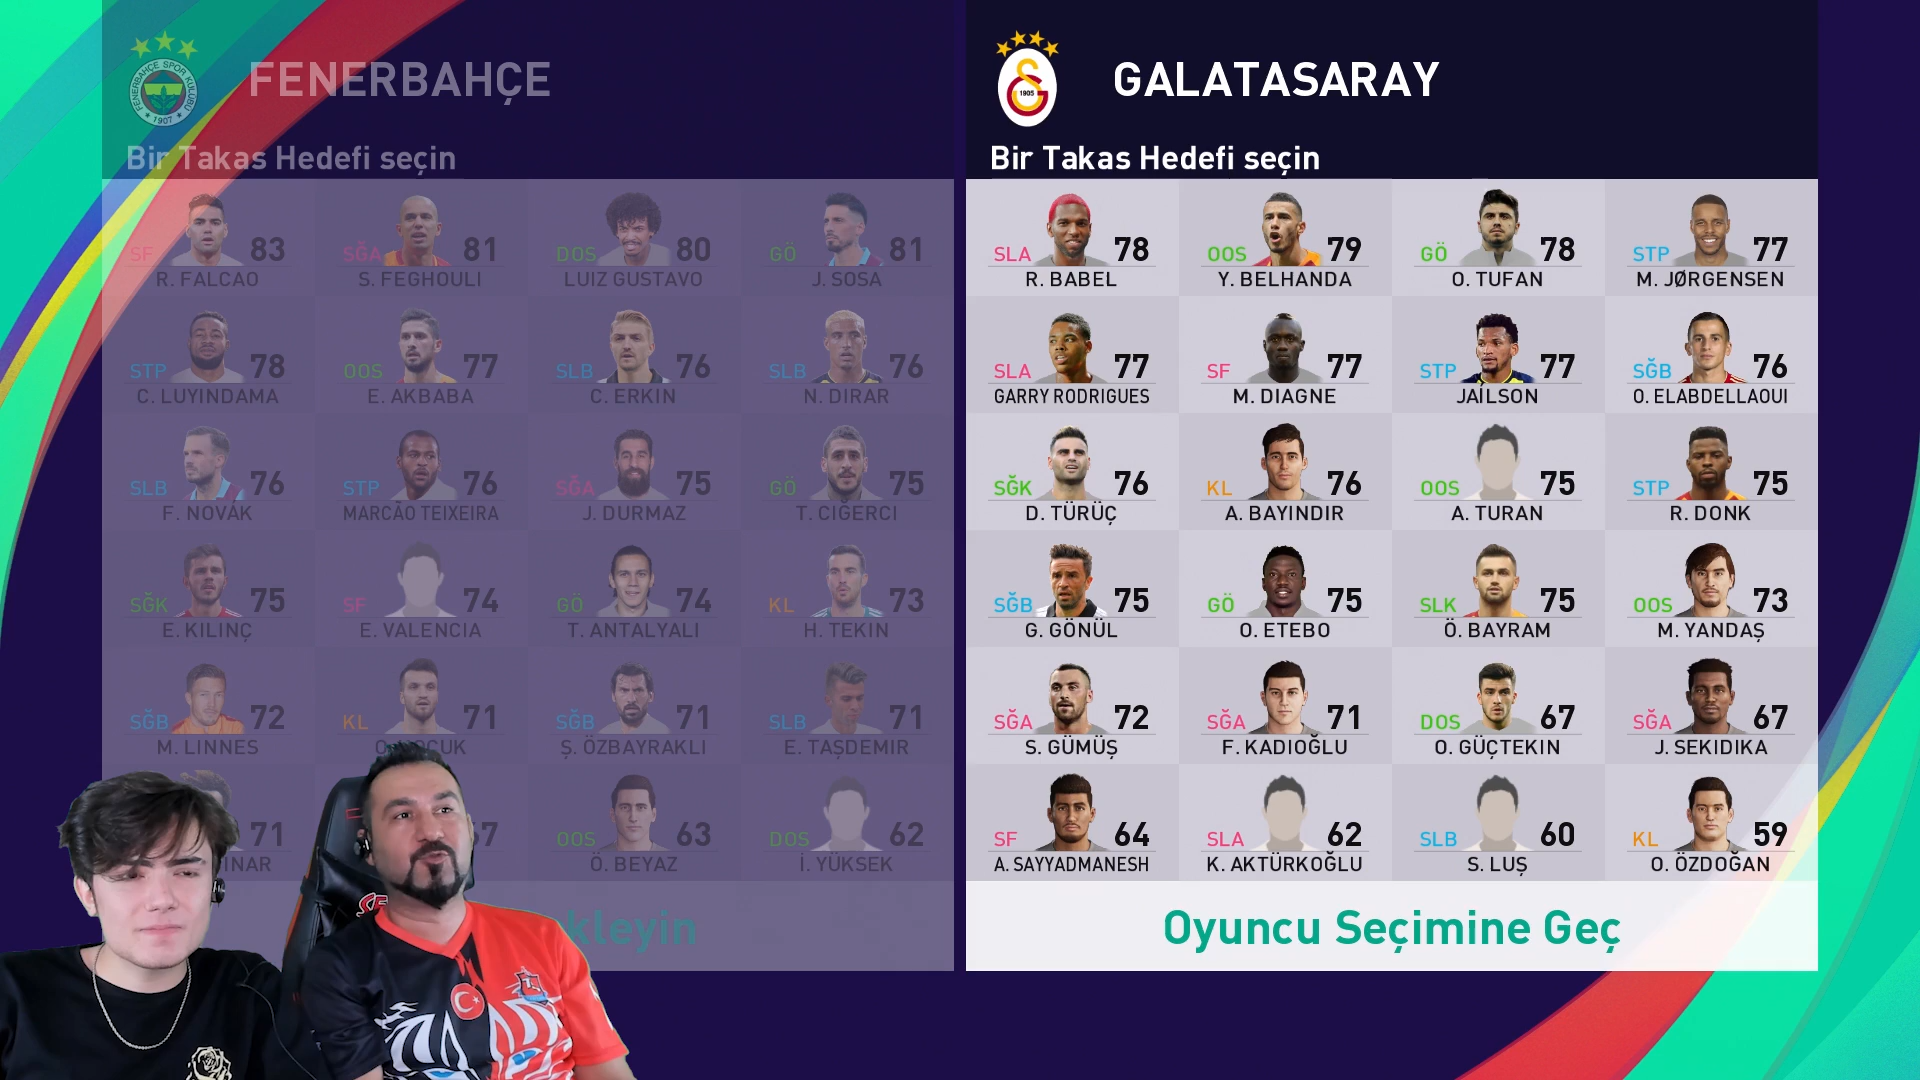 FENERBAHÇE
Bir Takas Hedefi seçin
SF 83
R. FALCAO
SĞA 81
S. FEGHOULI
DOS 80
LUIZ GUSTAVO
GÖ 81
J. SOSA
STP 78
C. LUYINDAMA
OOS 77
E. AKBABA
SLB 76
C. ERKIN
SLB 76
N. DIRAR
SLB 76
F. NOVÁK
STP 76
MARCÃO TEIXEIRA
SĞA 75
J. DURMAZ
GÖ 75
T. CIĞERCI
SĞK 75
E. KILINÇ
SF 74
E. VALENCIA
GÖ 74
T. ANTALYALI
KL 73
H. TEKIN
SĞB 72
M. LINNES
KL 71
SĞB 71
Ş. ÖZBAYRAKLI
SLB 71
E. TAŞDEMIR
71
OOS 63
Ö. BEYAZ
DOS 62
İ. YÜKSEK
GALATASARAY
Bir Takas Hedefi seçin
SLA 78
R. BABEL
OOS 79
Y. BELHANDA
GÖ 78
O. TUFAN
STP 77
M. JØRGENSEN
SLA 77
GARRY RODRIGUES
SF 77
M. DIAGNE
STP 77
JAÍLSON
SĞB 76
O. ELABDELLAOUI
SĞK 76
D. TÜRÜÇ
KL 76
A. BAYINDIR
OOS 75
A. TURAN
STP 75
R. DONK
SĞB 75
G. GÖNÜL
GÖ 75
O. ETEBO
SLK 75
Ö. BAYRAM
OOS 73
M. YANDAŞ
SĞA 72
S. GÜMÜŞ
SĞA 71
F. KADIOĞLU
DOS 67
O. GÜÇTEKIN
SĞA 67
J. SEKIDIKA
SF 64
A. SAYYADMANESH
SLA 62
K. AKTÜRKOĞLU
SLB 60
S. LUŞ
KL 59
O. ÖZDOĞAN
Oyuncu Seçimine Geç